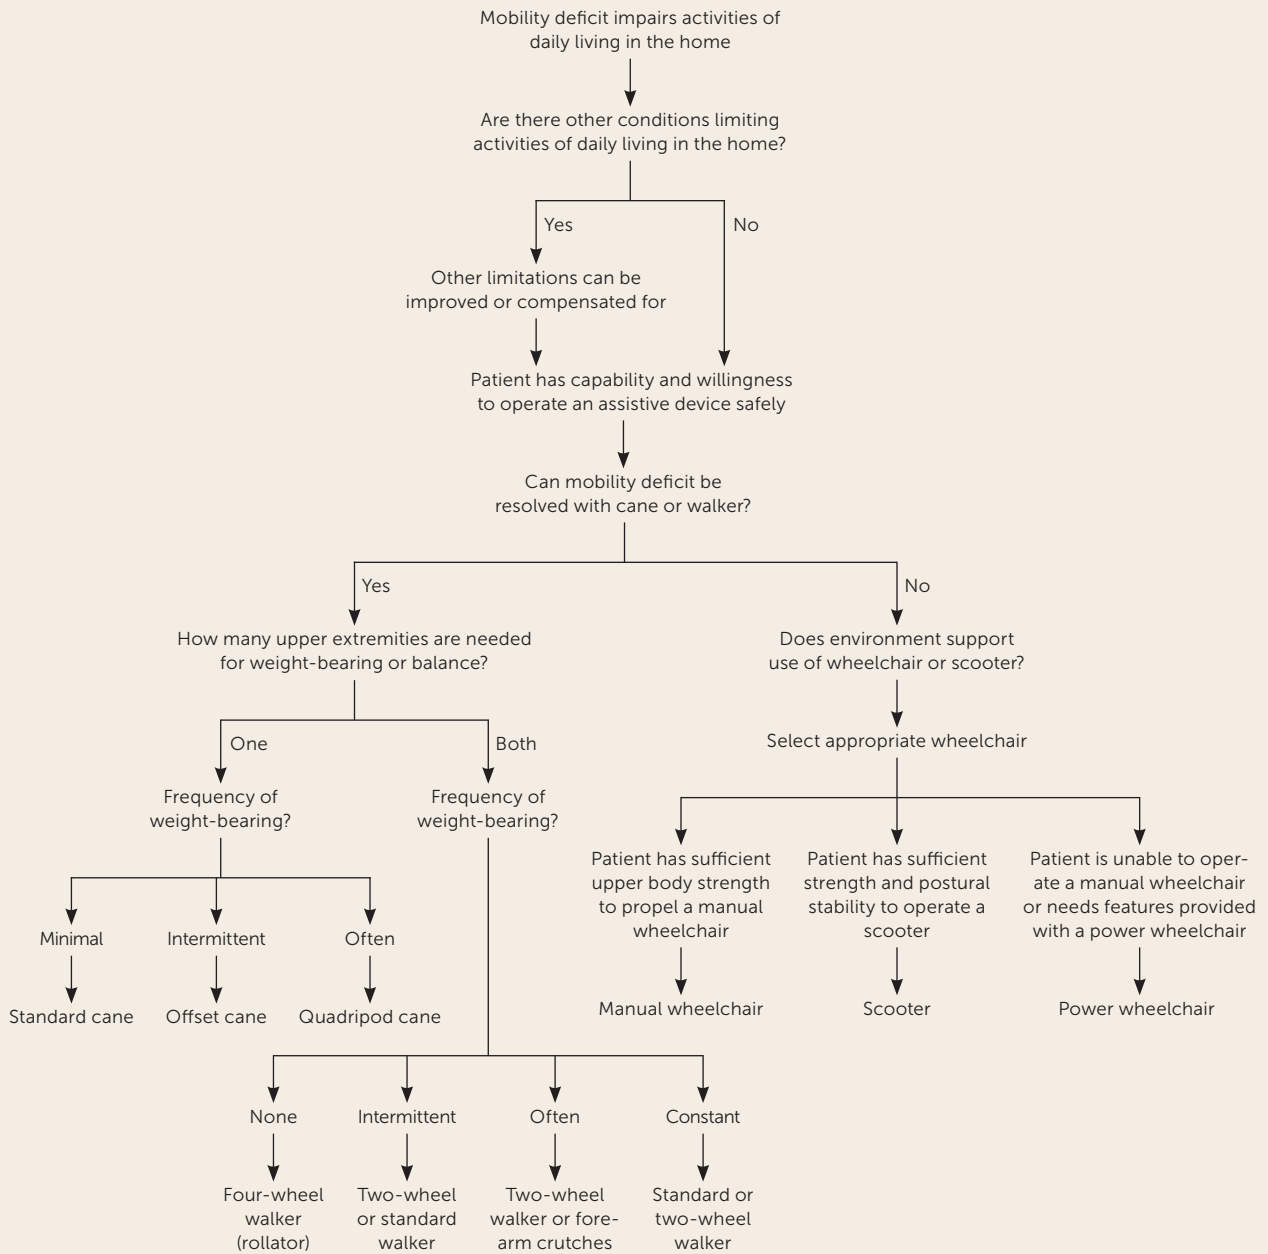 Mobility deficit impairs activities of
daily living in the home
Are there other conditions limiting
activities of daily living in the home?
Yes
No
Other limitations can be
improved or compensated for
Patient has capability and willingness
to operate an assistive device safely
Can mobility deficit be
resolved with cane or walker?
Yes
No
How many upper extremities are needed
for weight-bearing or balance?
Does environment support
use of wheelchair or scooter?
Select appropriate wheelchair
One
Both
Frequency of
weight-bearing?
Frequency of
weight-bearing?
Patient has sufficient
upper body strength
to propel a manual
wheelchair
Patient has sufficient
strength and postural
stability to operate a
scooter
Patient is unable to oper-
ate a manual wheelchair
or needs features provided
with a power wheelchair
Minimal
Intermittent
Often
Standard cane
Offset cane
Quadripod cane
Manual wheelchair
Scooter
Power wheelchair
None
Intermittent
Often
Constant
Four-wheel
walker
(rollator)
Two-wheel
or standard
walker
Two-wheel
walker or fore-
arm crutches
Standard or
two-wheel
walker